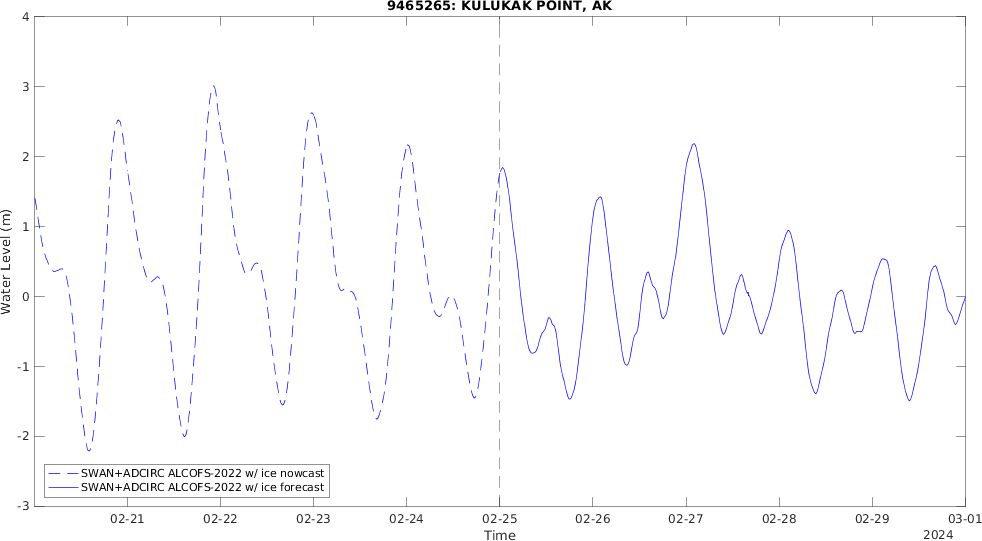 9465265: KULUKAK POINT, AK
4
3
2
1
0
-1
-2
-3
Water Level (m)
SWAN+ADCIRC ALCOFS-2022 w/ ice nowcast
SWAN+ADCIRC ALCOFS-2022 w/ ice forecast
02-21 02-22 02-23 02-24 02-25 02-26 02-27 02-28 02-29 03-01
Time
2024